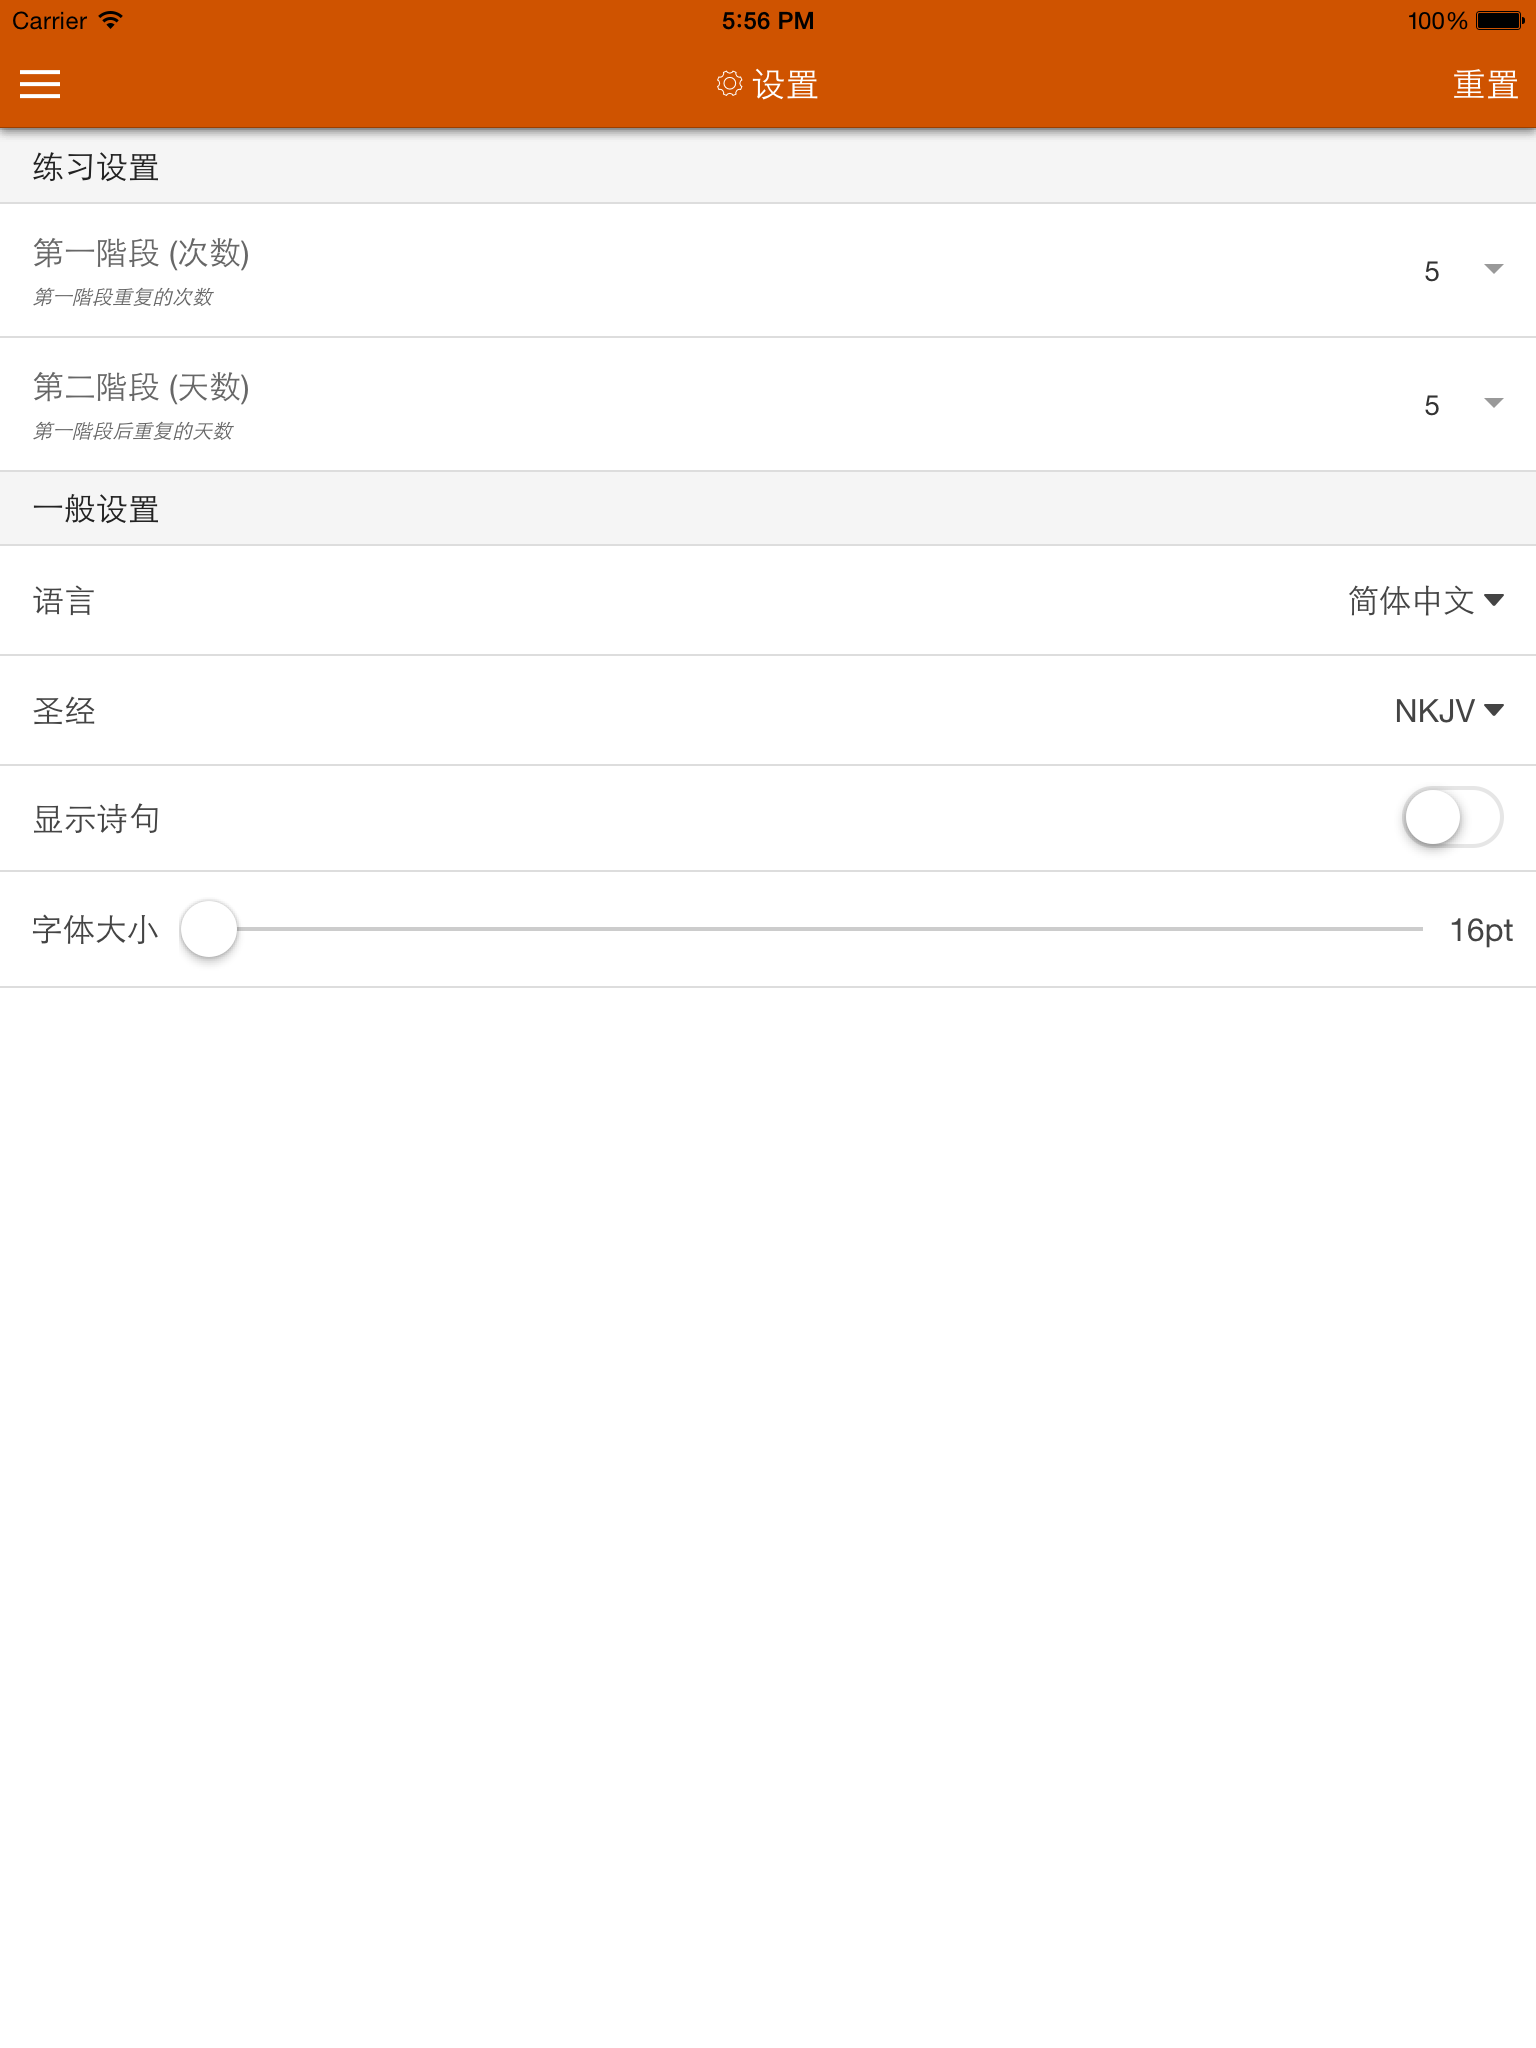 Carrier 5:56 PM 100%
设置 重置
练习设置
第一階段 (次数) 5
第一階段重复的次数
第二階段 (天数) 5
第一階段后重复的天数
一般设置
语言 简体中文
圣经 NKJV
显示诗句
字体大小 16pt